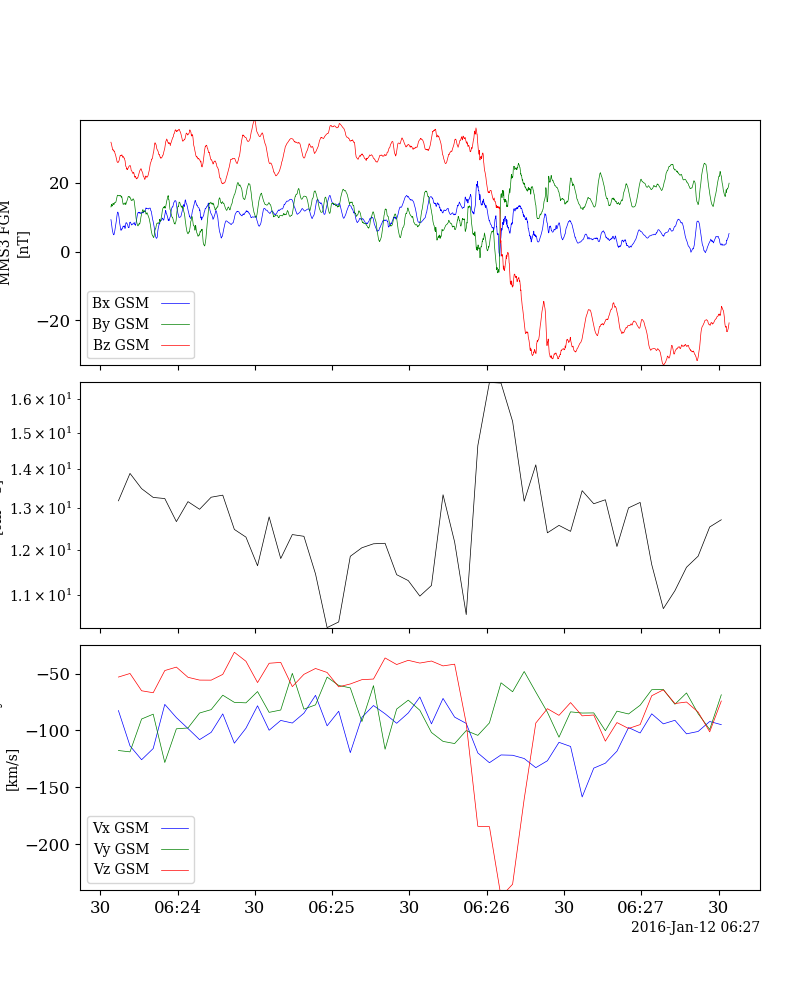 20
0
−20
MMS3 FGM
[nT]
Bx GSM
By GSM
Bz GSM
1.6 × 10¹
1.5 × 10¹
1.4 × 10¹
1.3 × 10¹
1.2 × 10¹
1.1 × 10¹
−50
−100
−150
−200
[km/s]
Vx GSM
Vy GSM
Vz GSM
30 06:24 30 06:25 30 06:26 30 06:27 30
2016-Jan-12 06:27